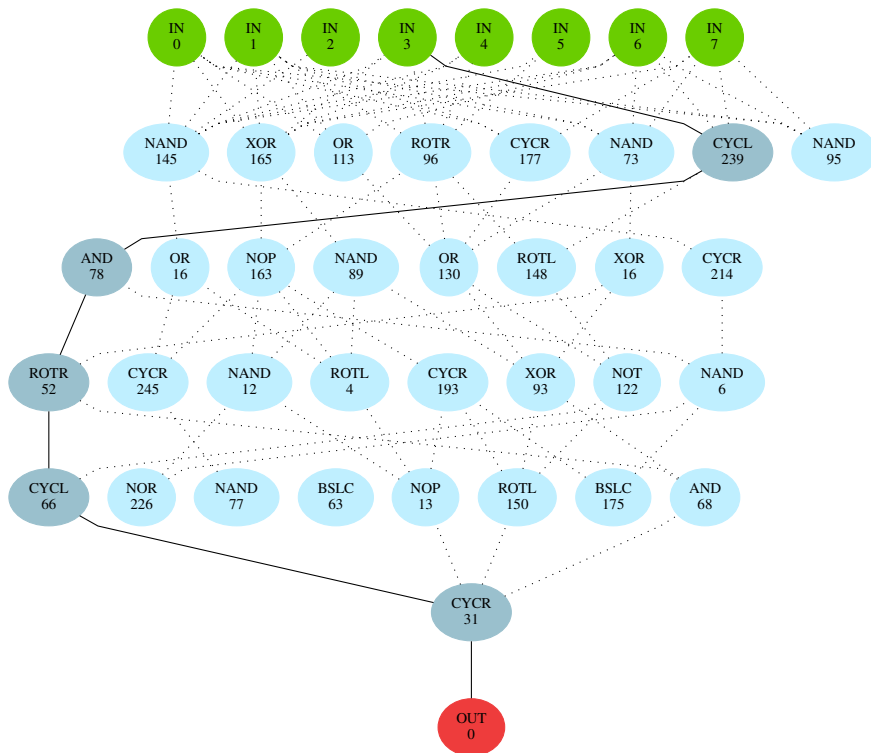 IN
0
IN
1
IN
2
IN
3
IN
4
IN
5
IN
6
IN
7
NAND
145
XOR
165
OR
113
ROTR
96
CYCR
177
NAND
73
CYCL
239
NAND
95
AND
78
OR
16
NOP
163
NAND
89
OR
130
ROTL
148
XOR
16
CYCR
214
ROTR
52
CYCR
245
NAND
12
ROTL
4
CYCR
193
XOR
93
NOT
122
NAND
6
CYCL
66
NOR
226
NAND
77
BSLC
63
NOP
13
ROTL
150
BSLC
175
AND
68
CYCR
31
OUT
0